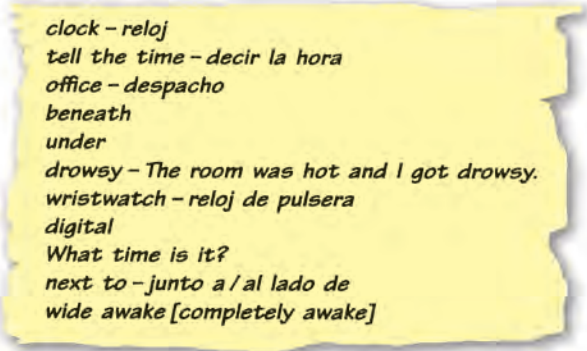 clock – reloj
tell the time – decir la hora
office – despacho
beneath
under
drowsy – The room was hot and I got drowsy.
wristwatch – reloj de pulsera
digital
What time is it?
next to – junto a / al lado de
wide awake [completely awake]